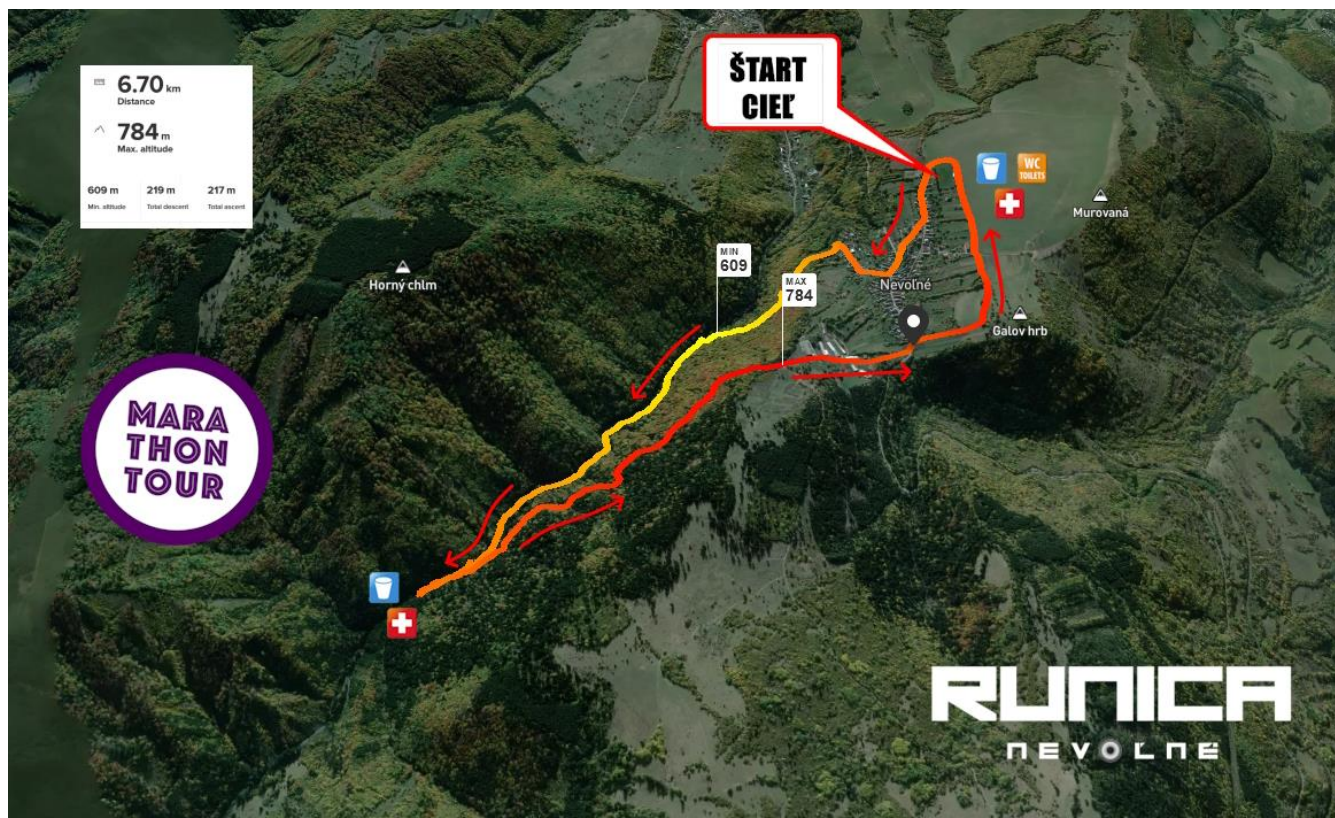 6.70 km
Distance
784 m
Max. altitude
609 m 219 m 217 m
Min. altitude Total descent Total ascent
ŠTART
CIEĽ
WC
TOILETS
Murovaná
Horný chlm
MIN
609
MAX
784
Nevoľné
Galov hrb
MARA
THON
TOUR
RUNICA
NEVOĽNÉ